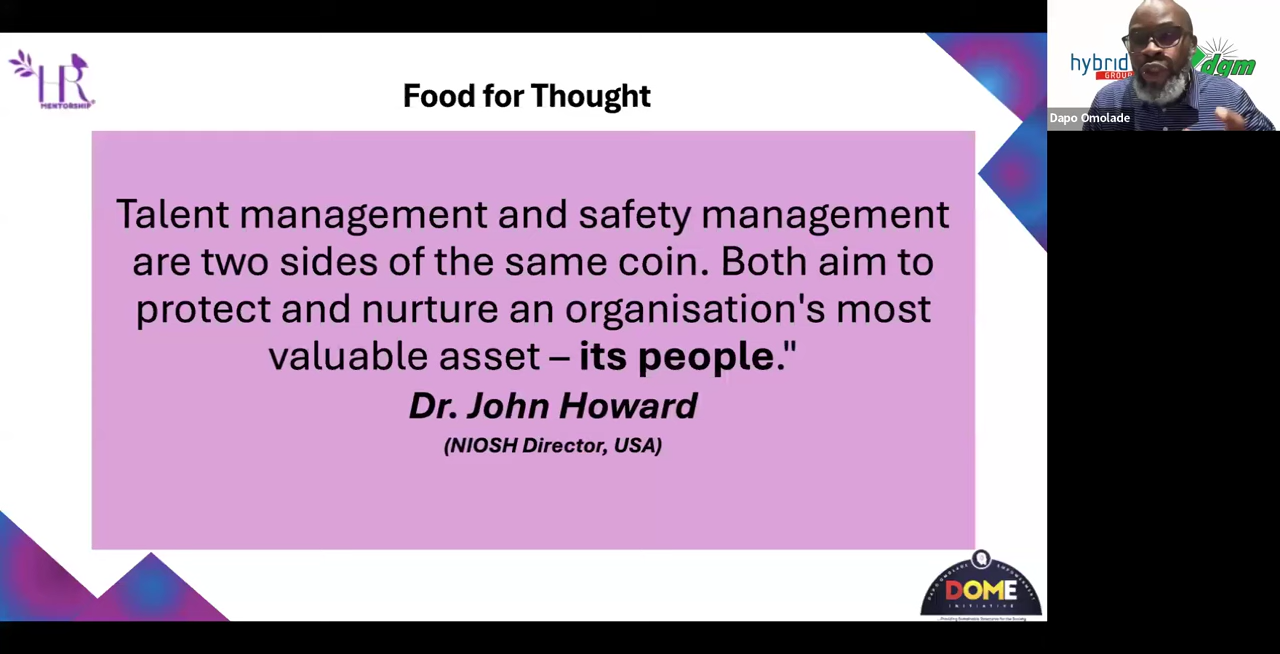 HR
MENTORSHIP
Food for Thought
Talent management and safety management
are two sides of the same coin. Both aim to
protect and nurture an organisation's most
valuable asset – its people."
Dr. John Howard
(NIOSH Director, USA)
hybrid
GROUP
dqm
Dapo Omolade
DOME
INITIATIVE